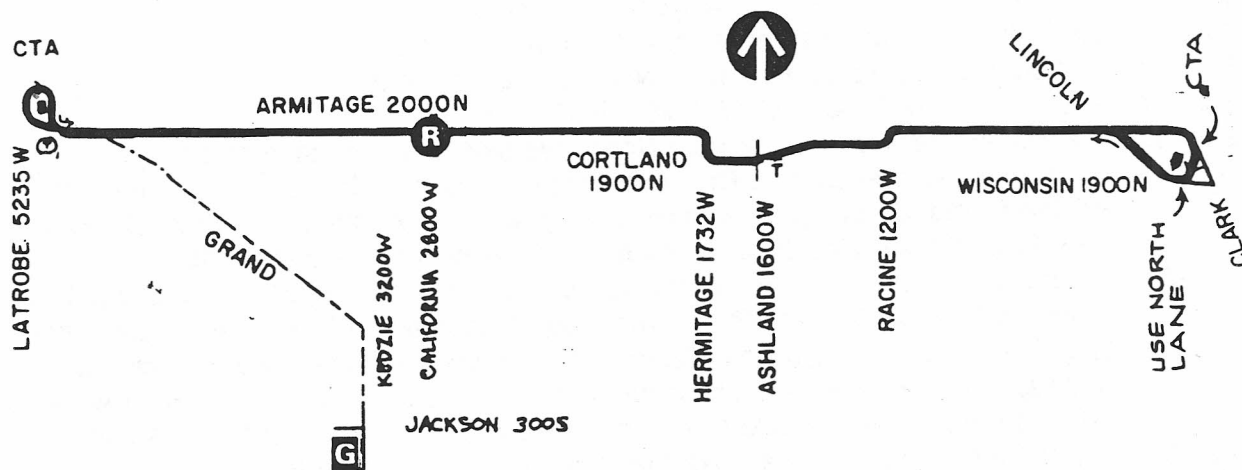 CTA
ARMITAGE 2000N
R
LINCOLN
CTA
CORTLAND
1900N
T
WISCONSIN 1900N
LATROBE 5235W
GRAND
KEDZIE 3200W
CALIFORNIA 2800W
HERMITAGE 1732W
ASHLAND 1600W
RACINE 1200W
USE NORTH
LANE
CLARK
JACKSON 300S
G